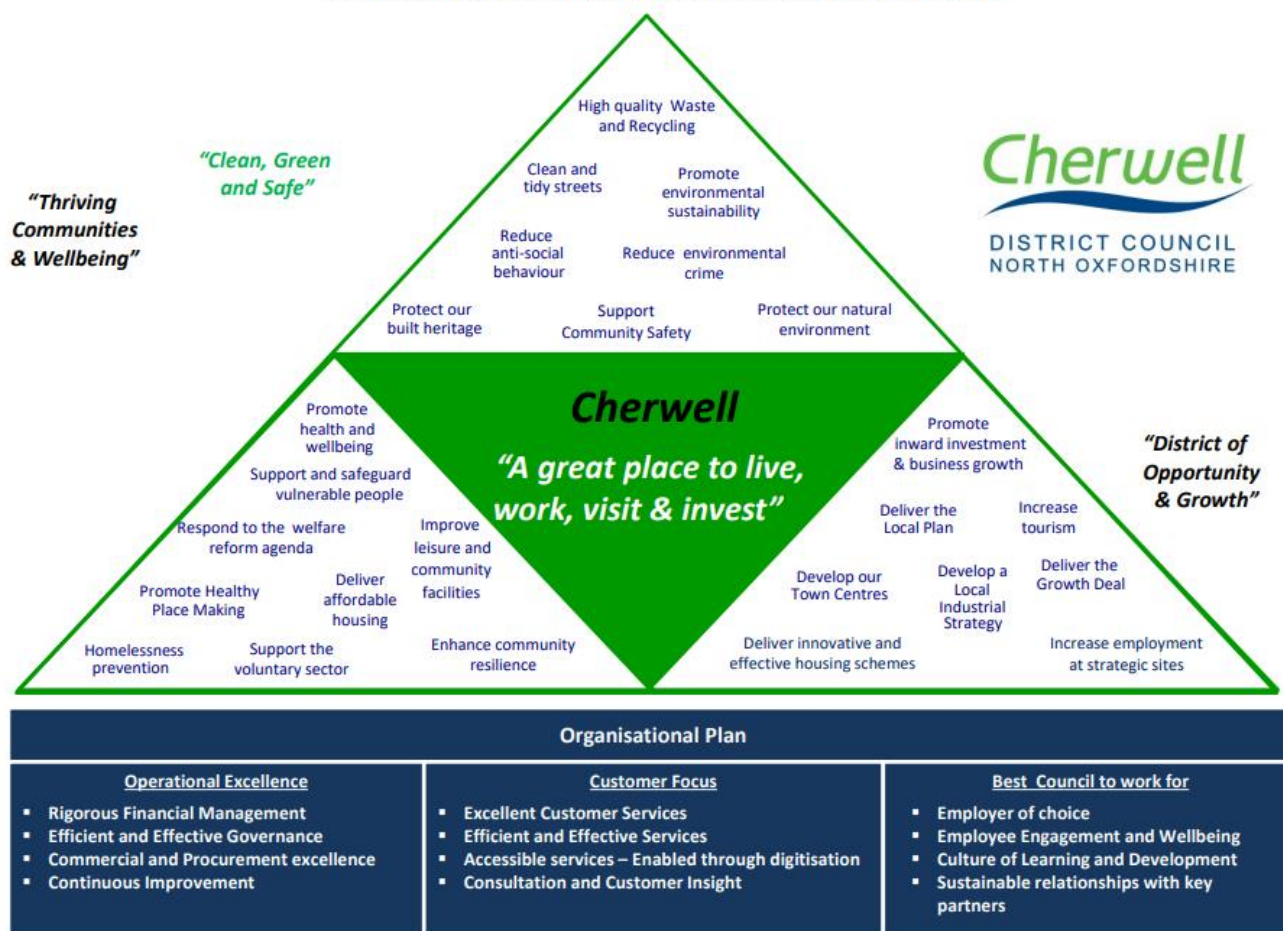 High quality Waste
and Recycling
"Clean, Green
and Safe"
Clean and
tidy streets
Promote
environmental
sustainability
Cherwell
DISTRICT COUNCIL
NORTH OXFORDSHIRE
"Thriving
Communities
& Wellbeing"
Reduce
anti-social
behaviour
Reduce environmental
crime
Protect our
built heritage
Support
Community Safety
Protect our natural
environment
Cherwell
"A great place to live,
work, visit & invest"
Promote
health and
wellbeing
Support and safeguard
vulnerable people
Respond to the welfare
reform agenda
Improve
leisure and
community
facilities
Promote Healthy
Place Making
Deliver
affordable
housing
Homelessness
prevention
Support the
voluntary sector
Enhance community
resilience
Promote
inward investment
& business growth
"District of
Opportunity
& Growth"
Deliver the
Local Plan
Increase
tourism
Develop our
Town Centres
Develop a
Local
Industrial
Strategy
Deliver the
Growth Deal
Deliver innovative and
effective housing schemes
Increase employment
at strategic sites
Organisational Plan
Operational Excellence
▪ Rigorous Financial Management
▪ Efficient and Effective Governance
▪ Commercial and Procurement excellence
▪ Continuous Improvement
Customer Focus
▪ Excellent Customer Services
▪ Efficient and Effective Services
▪ Accessible services – Enabled through digitisation
▪ Consultation and Customer Insight
Best Council to work for
▪ Employer of choice
▪ Employee Engagement and Wellbeing
▪ Culture of Learning and Development
▪ Sustainable relationships with key
partners